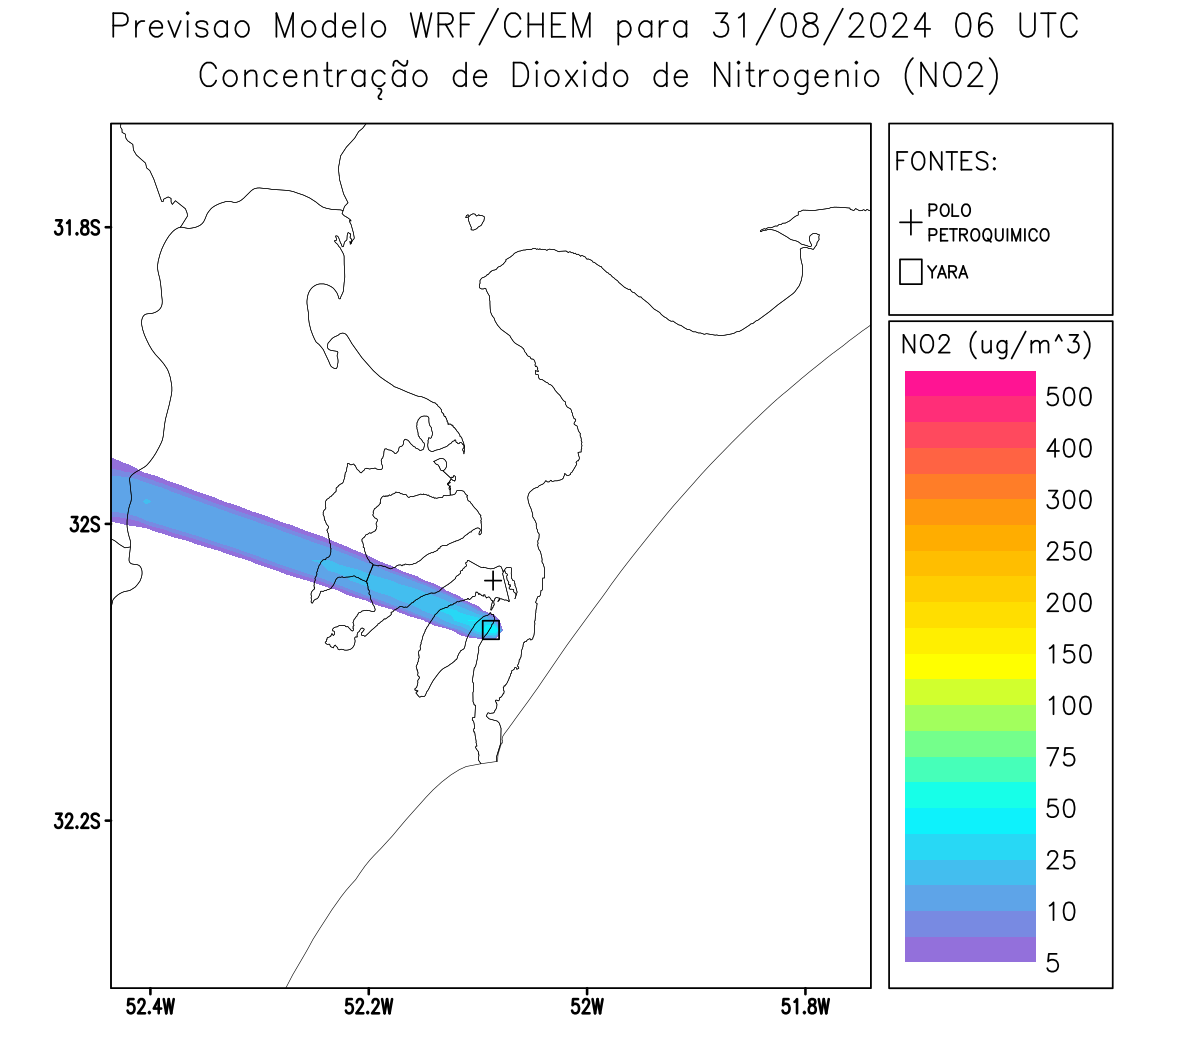 Previsao Modelo WRF/CHEM para 31/08/2024 06 UTC
Concentração de Dioxido de Nitrogenio (NO2)
FONTES:
POLO
PETROQUIMICO
YARA
NO2 (ug/m^3)
500
400
300
250
200
150
100
75
50
25
10
5
31.8S
32S
32.2S
52.4W
52.2W
52W
51.8W